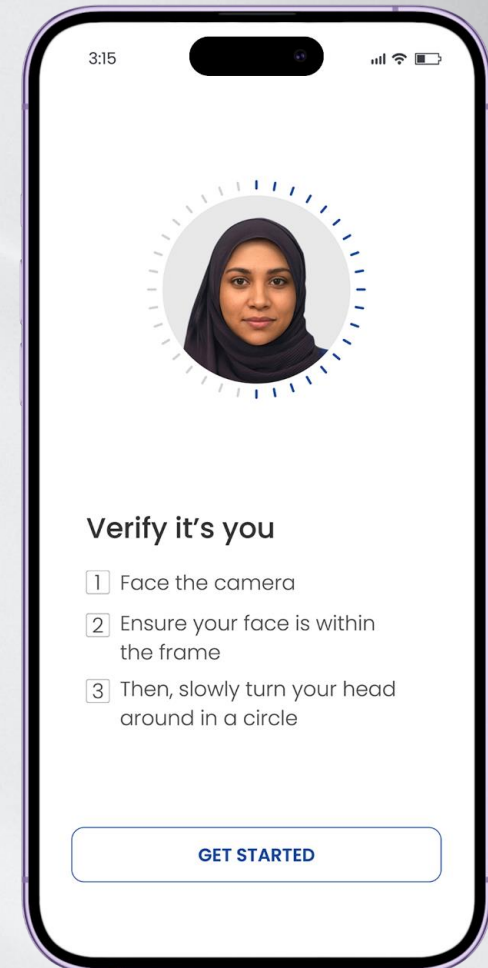 3:15
Verify it’s you
1 Face the camera
2 Ensure your face is within
the frame
3 Then, slowly turn your head
around in a circle
GET STARTED